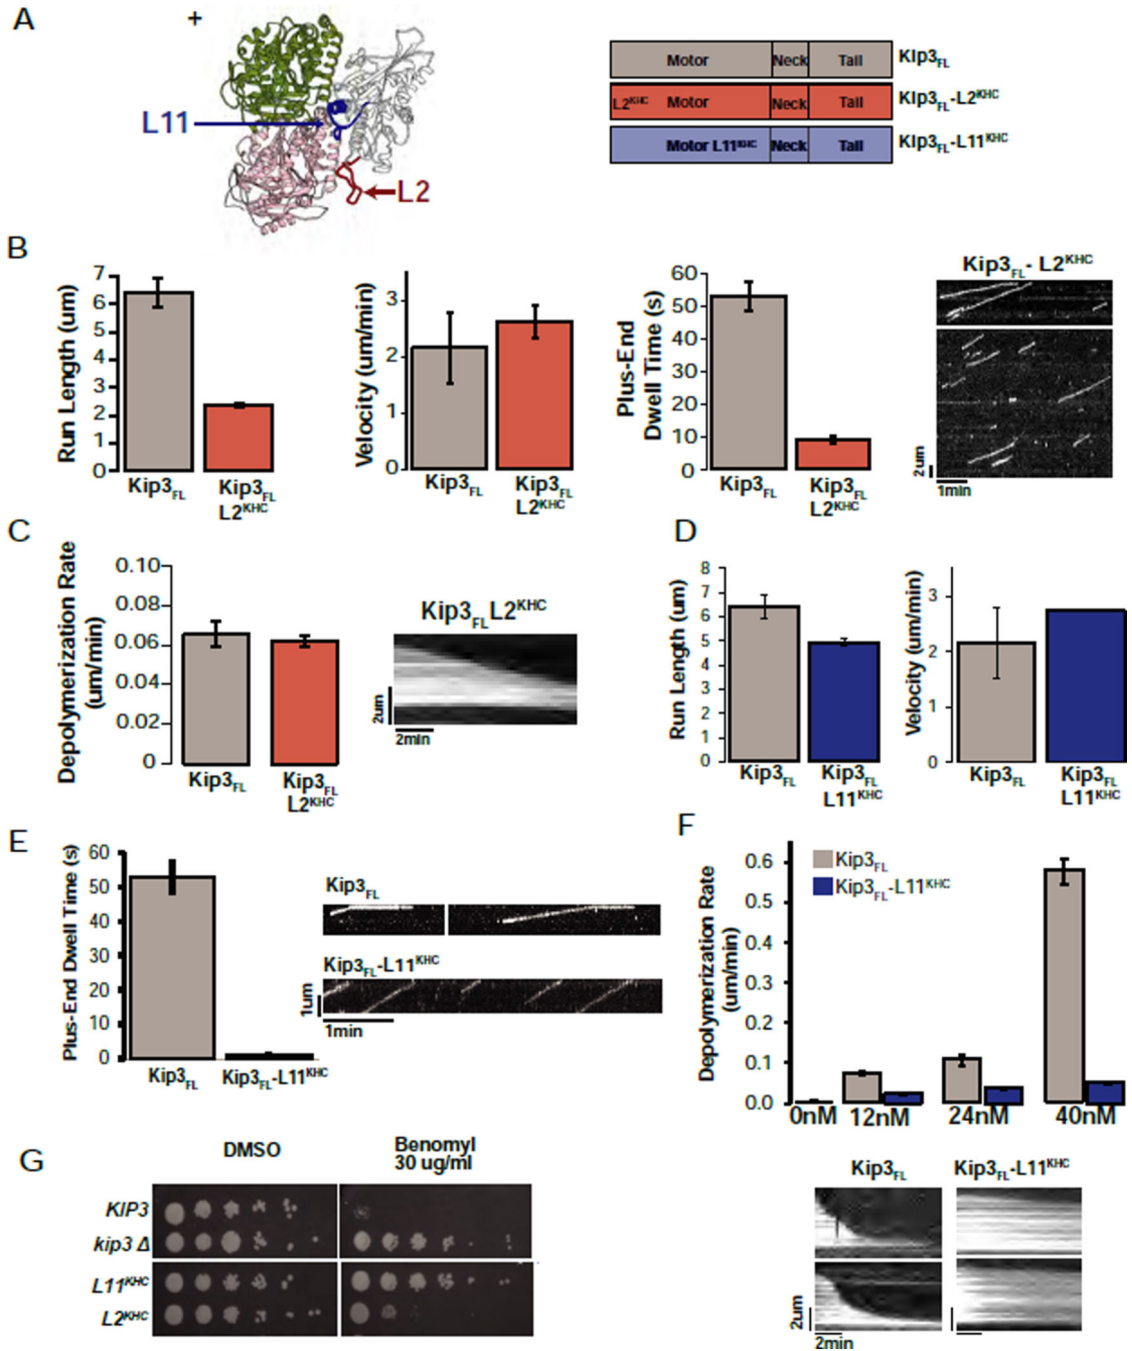 A
+
L11
L2
Motor Neck Tail Kip3FL
L2KHC Motor Neck Tail Kip3FL-L2KHC
Motor L11KHC Neck Tail Kip3FL-L11KHC
B
Run Length (um)
7
6
5
4
3
2
1
0
Kip3FL
Kip3FL
L2KHC
Velocity (um/min)
3
2
1
0
Kip3FL
Kip3FL
L2KHC
Plus-End
Dwell Time (s)
60
50
40
30
20
10
0
Kip3FL
Kip3FL
L2KHC
Kip3FL- L2KHC
2um
1min
C
Depolymerization Rate
(um/min)
0.10
0.08
0.06
0.04
0.02
0
Kip3FL
Kip3FL
L2KHC
Kip3FLL2KHC
2um
2min
D
Run Length (um)
8
7
6
5
4
3
2
1
0
Kip3FL
Kip3FL
L11KHC
Velocity (um/min)
3
2
1
0
Kip3FL
Kip3FL
L11KHC
E
Plus-End Dwell Time (s)
60
50
40
30
20
10
0
Kip3FL
Kip3FL-L11KHC
Kip3FL
Kip3FL-L11KHC
1um
1min
F
Depolymerization Rate
(um/min)
0.6
0.5
0.4
0.3
0.2
0.1
0.0
Kip3FL
Kip3FL-L11KHC
0nM 12nM 24nM 40nM
Kip3FL Kip3FL-L11KHC
2um
2min
G
DMSO
Benomyl
30 ug/ml
KIP3
kip3 Δ
L11KHC
L2KHC